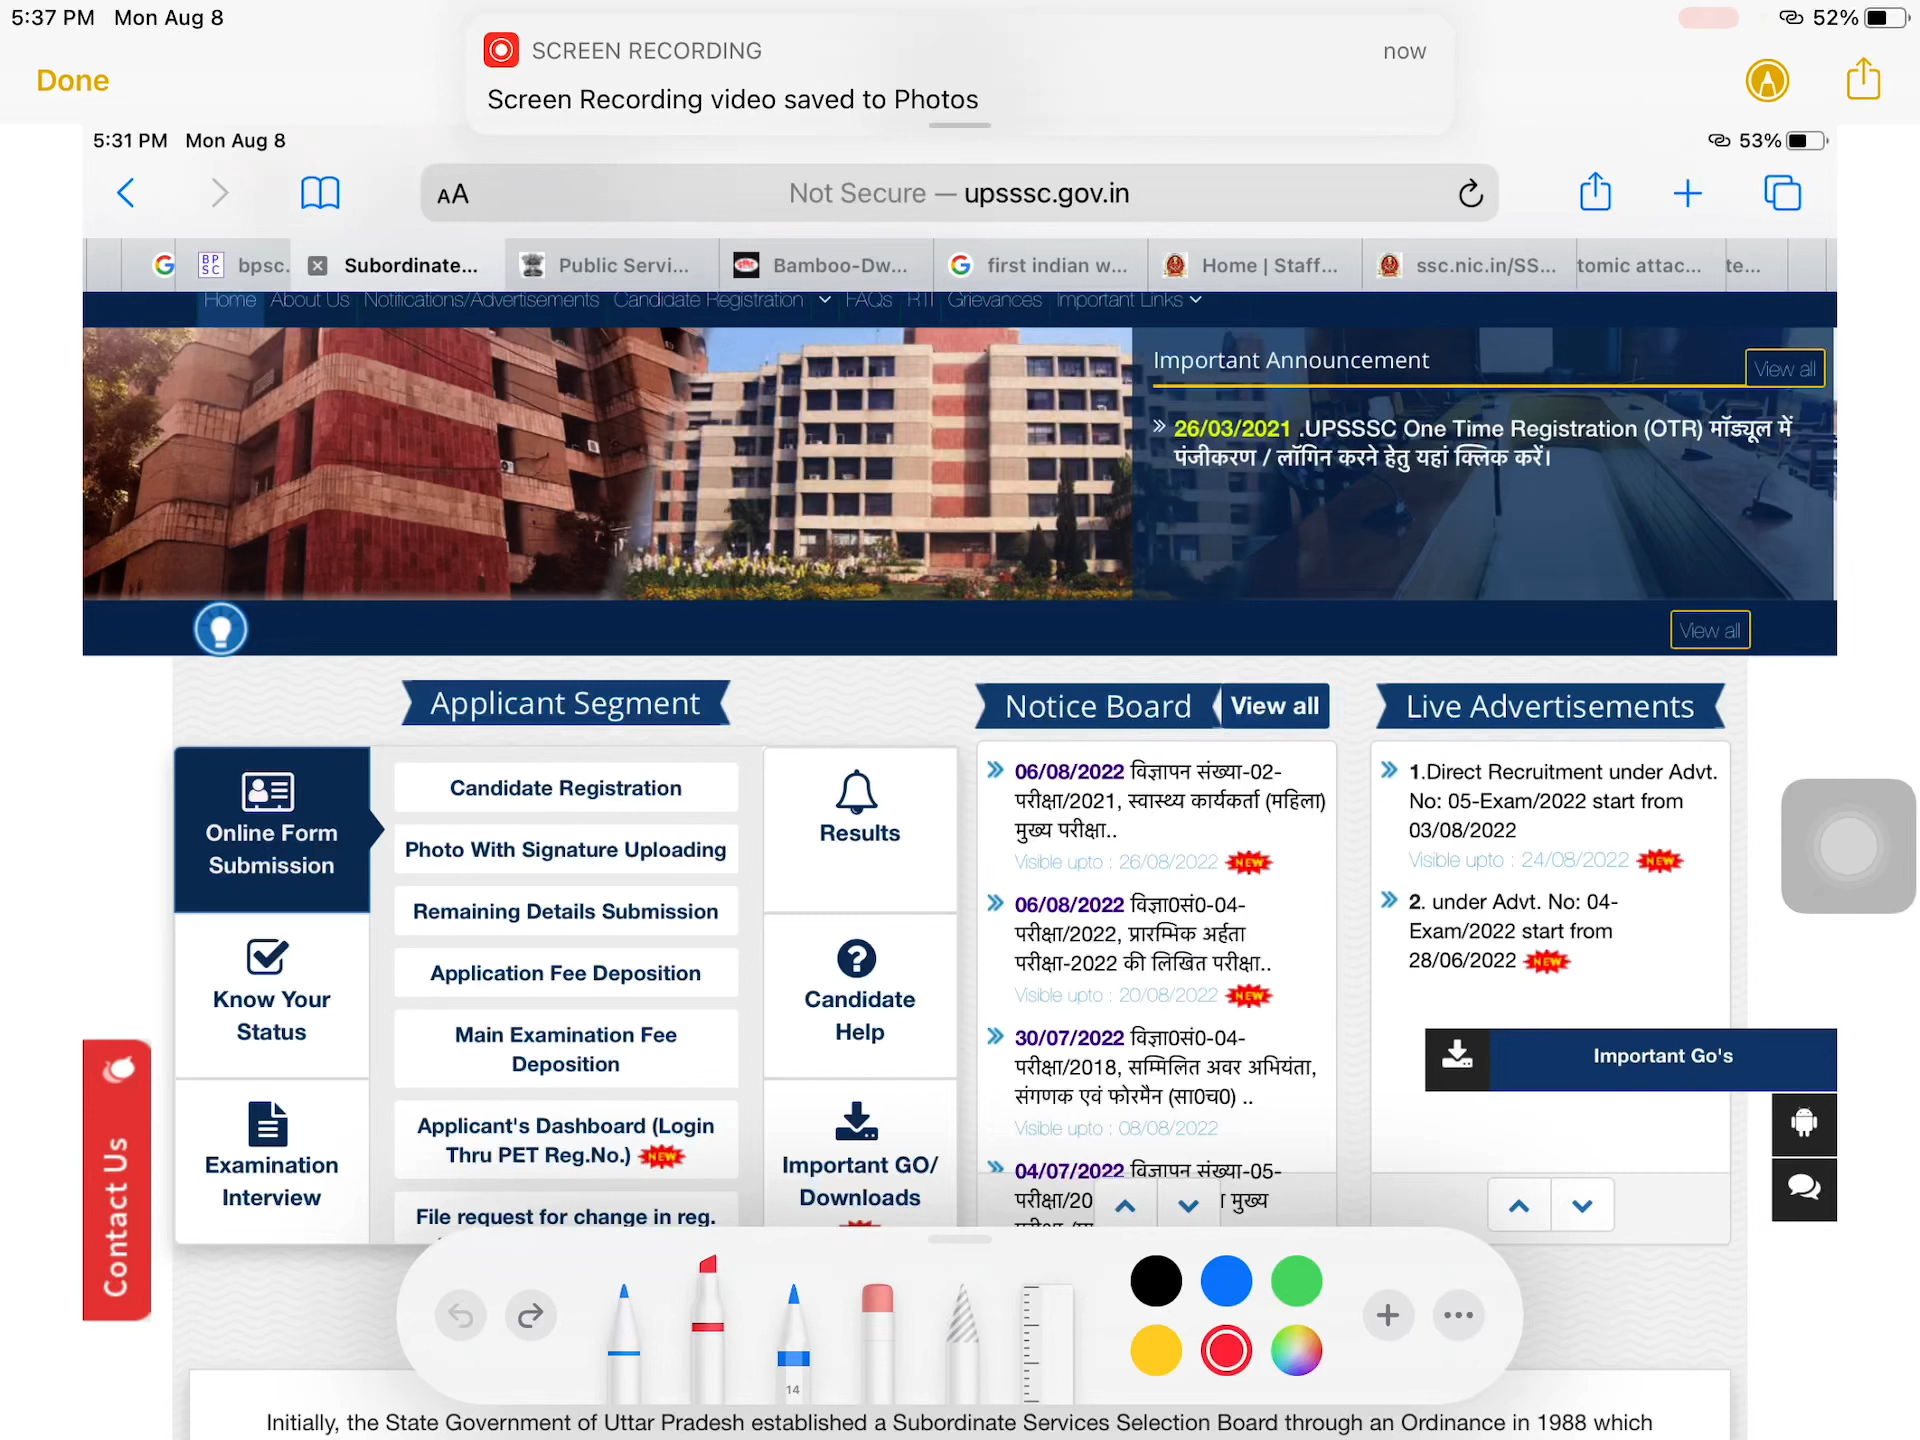 5:37 PM Mon Aug 8
52%
SCREEN RECORDING
now
Screen Recording video saved to Photos
Done
5:31 PM Mon Aug 8
53%
AA
Not Secure — upsssc.gov.in
BPSC
bpsc.
Subordinate...
Public Servi...
Bamboo-Dw...
first indian w...
Home | Staff...
ssc.nic.in/SS...
tomic attac...
te...
Home About Us Notifications/Advertisements Candidate Registration FAQs RTI Grievances Important Links
Important Announcement
View all
26/03/2021 .UPSSSC One Time Registration (OTR) मॉड्यूल में
पंजीकरण / लॉगिन करने हेतु यहां क्लिक करें।
View all
Applicant Segment
Online Form
Submission
Know Your
Status
Examination
Interview
Candidate Registration
Photo With Signature Uploading
Remaining Details Submission
Application Fee Deposition
Main Examination Fee
Deposition
Applicant's Dashboard (Login
Thru PET Reg.No.) NEW
File request for change in reg.
Results
Candidate
Help
Important GO/
Downloads
Notice Board
View all
06/08/2022 विज्ञापन संख्या-02-
परीक्षा/2021, स्वास्थ्य कार्यकर्ता (महिला)
मुख्य परीक्षा..
Visible upto : 26/08/2022 NEW
06/08/2022 विज्ञा0सं0-04-
परीक्षा/2022, प्रारम्भिक अर्हता
परीक्षा-2022 की लिखित परीक्षा..
Visible upto : 20/08/2022 NEW
30/07/2022 विज्ञा0सं0-04-
परीक्षा/2018, सम्मिलित अवर अभियंता,
संगणक एवं फोरमैन (सा0च0) ..
Visible upto : 08/08/2022
04/07/2022 विज्ञापन संख्या-05-
परीक्षा/20
मुख्य
Live Advertisements
1.Direct Recruitment under Advt.
No: 05-Exam/2022 start from
03/08/2022
Visible upto : 24/08/2022 NEW
2. under Advt. No: 04-
Exam/2022 start from
28/06/2022 NEW
Important Go's
Contact Us
14
Initially, the State Government of Uttar Pradesh established a Subordinate Services Selection Board through an Ordinance in 1988 which